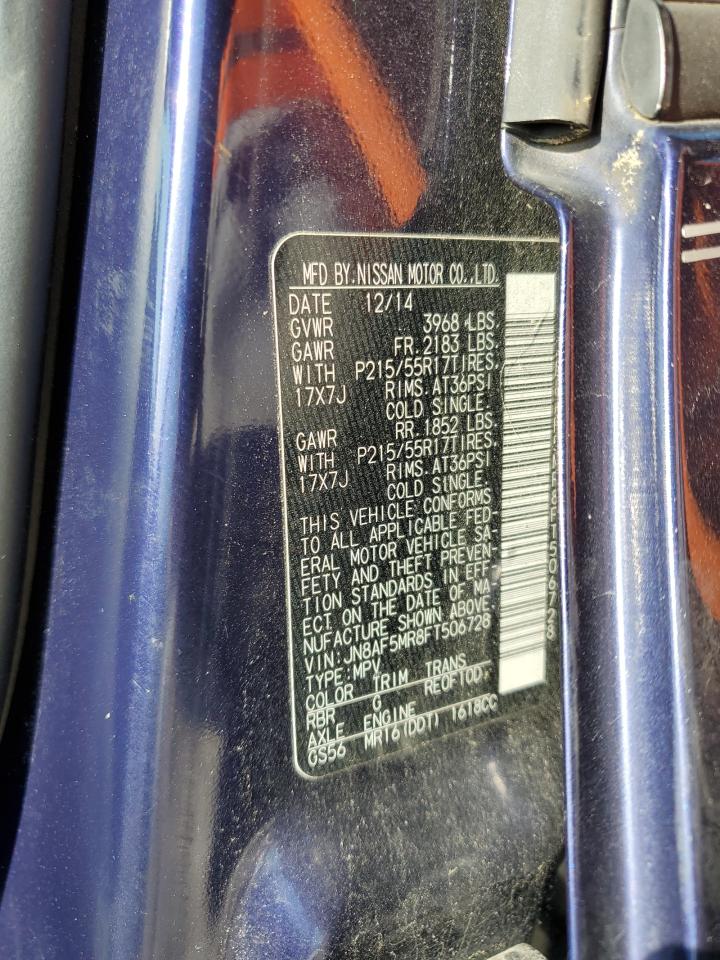 MFD BY.NISSAN MOTOR CO.,LTD.
DATE 12/14
GVWR 3968 LBS.
GAWR FR.2183 LBS.
WITH P215/55R17TIRES.
17X7J RIMS.AT36PSI
COLD SINGLE.
GAWR RR.1852 LBS.
WITH P215/55R17TIRES.
17X7J RIMS.AT36PSI
COLD SINGLE.
THIS VEHICLE CONFORMS
TO ALL APPLICABLE FED
ERAL MOTOR VEHICLE SA-
FETY AND THEFT PREVEN-
TION STANDARDS IN EFF
ECT ON THE DATE OF MA
NUFACTURE SHOWN ABOVE.
VIN:JN8AF5MR8FT506728
TYPE:MPV
COLOR TRIM TRANS
RBR G REOF10D.
AXLE ENGINE
GS56 MR16(DDT) 1618CC